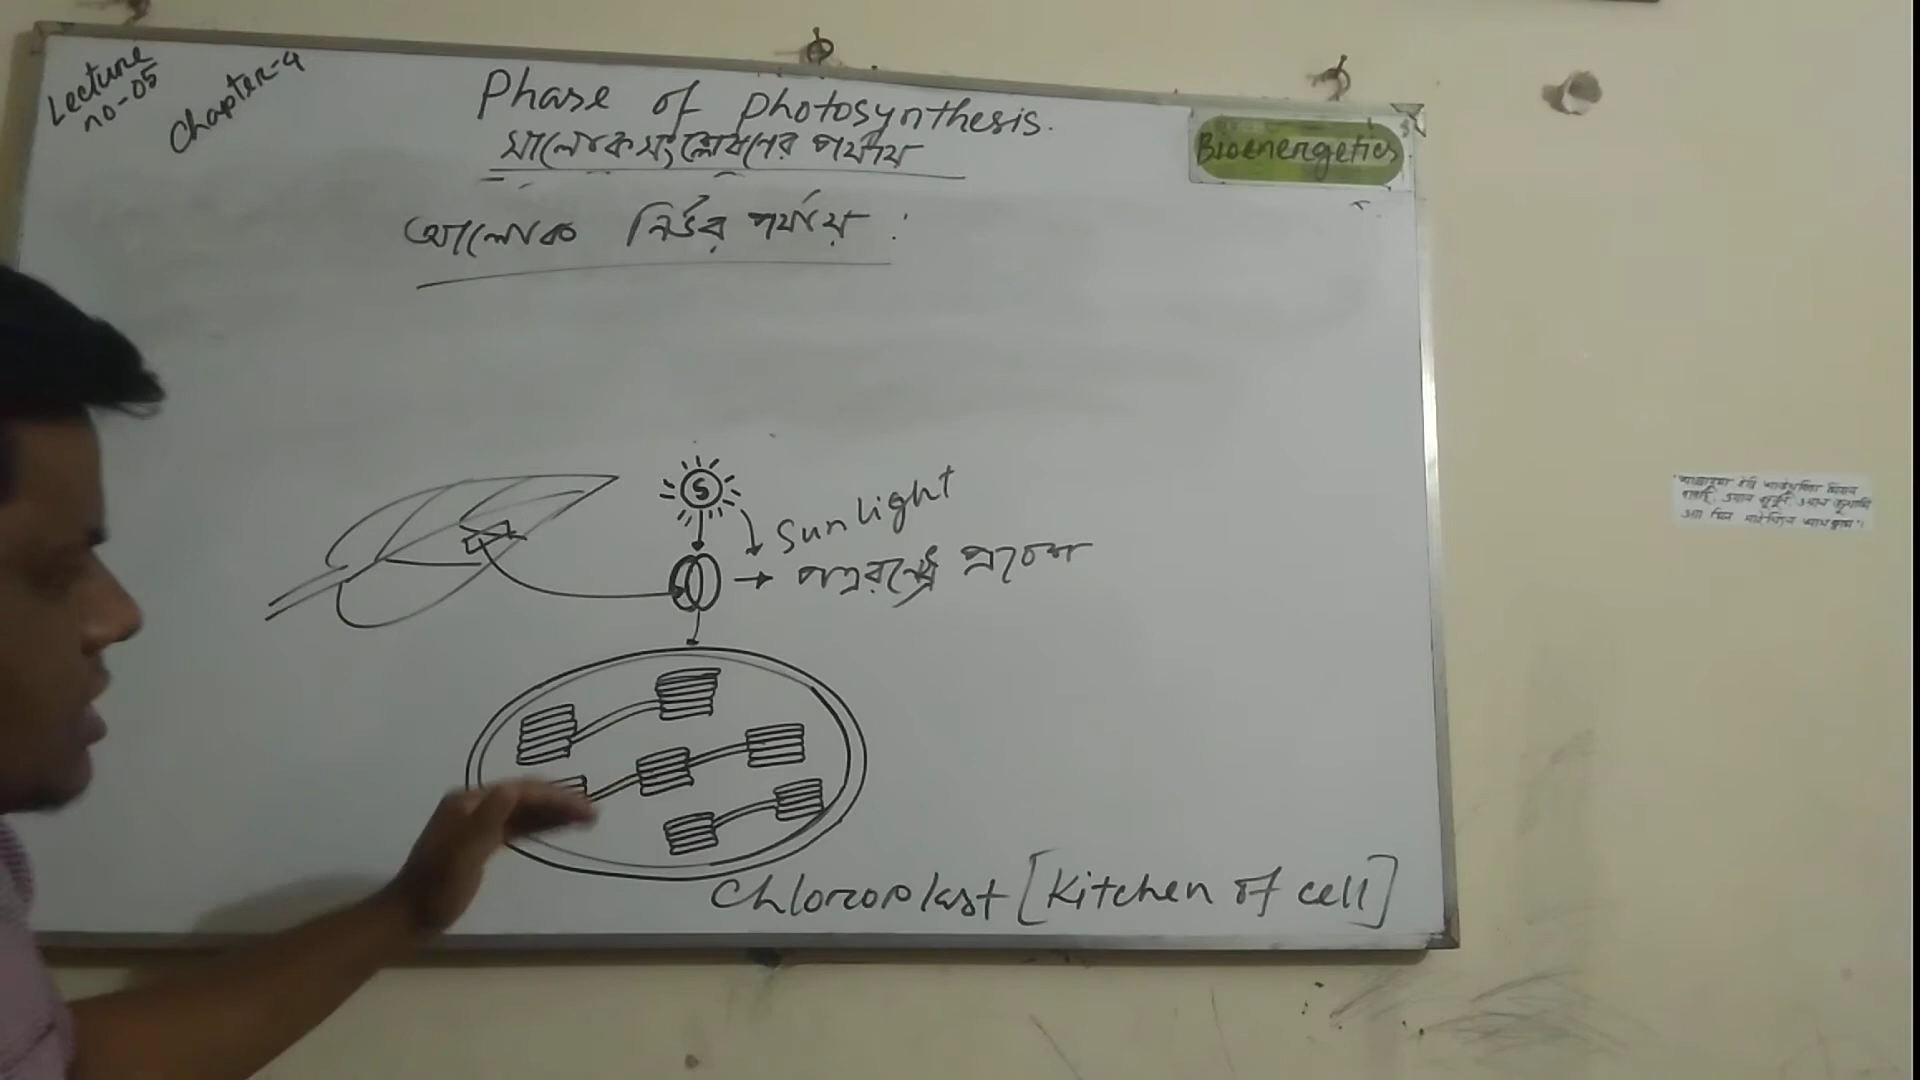 Lecture
no-05
Chapter-4
Phase of photosynthesis.
সালোকসংশ্লেষণের পর্যায়
Bioenergetics
আলোক নির্ভর পর্যায় :
S
Sunlight
পত্ররন্ধ্রে প্রবেশ
Chloroplast [Kitchen of cell]